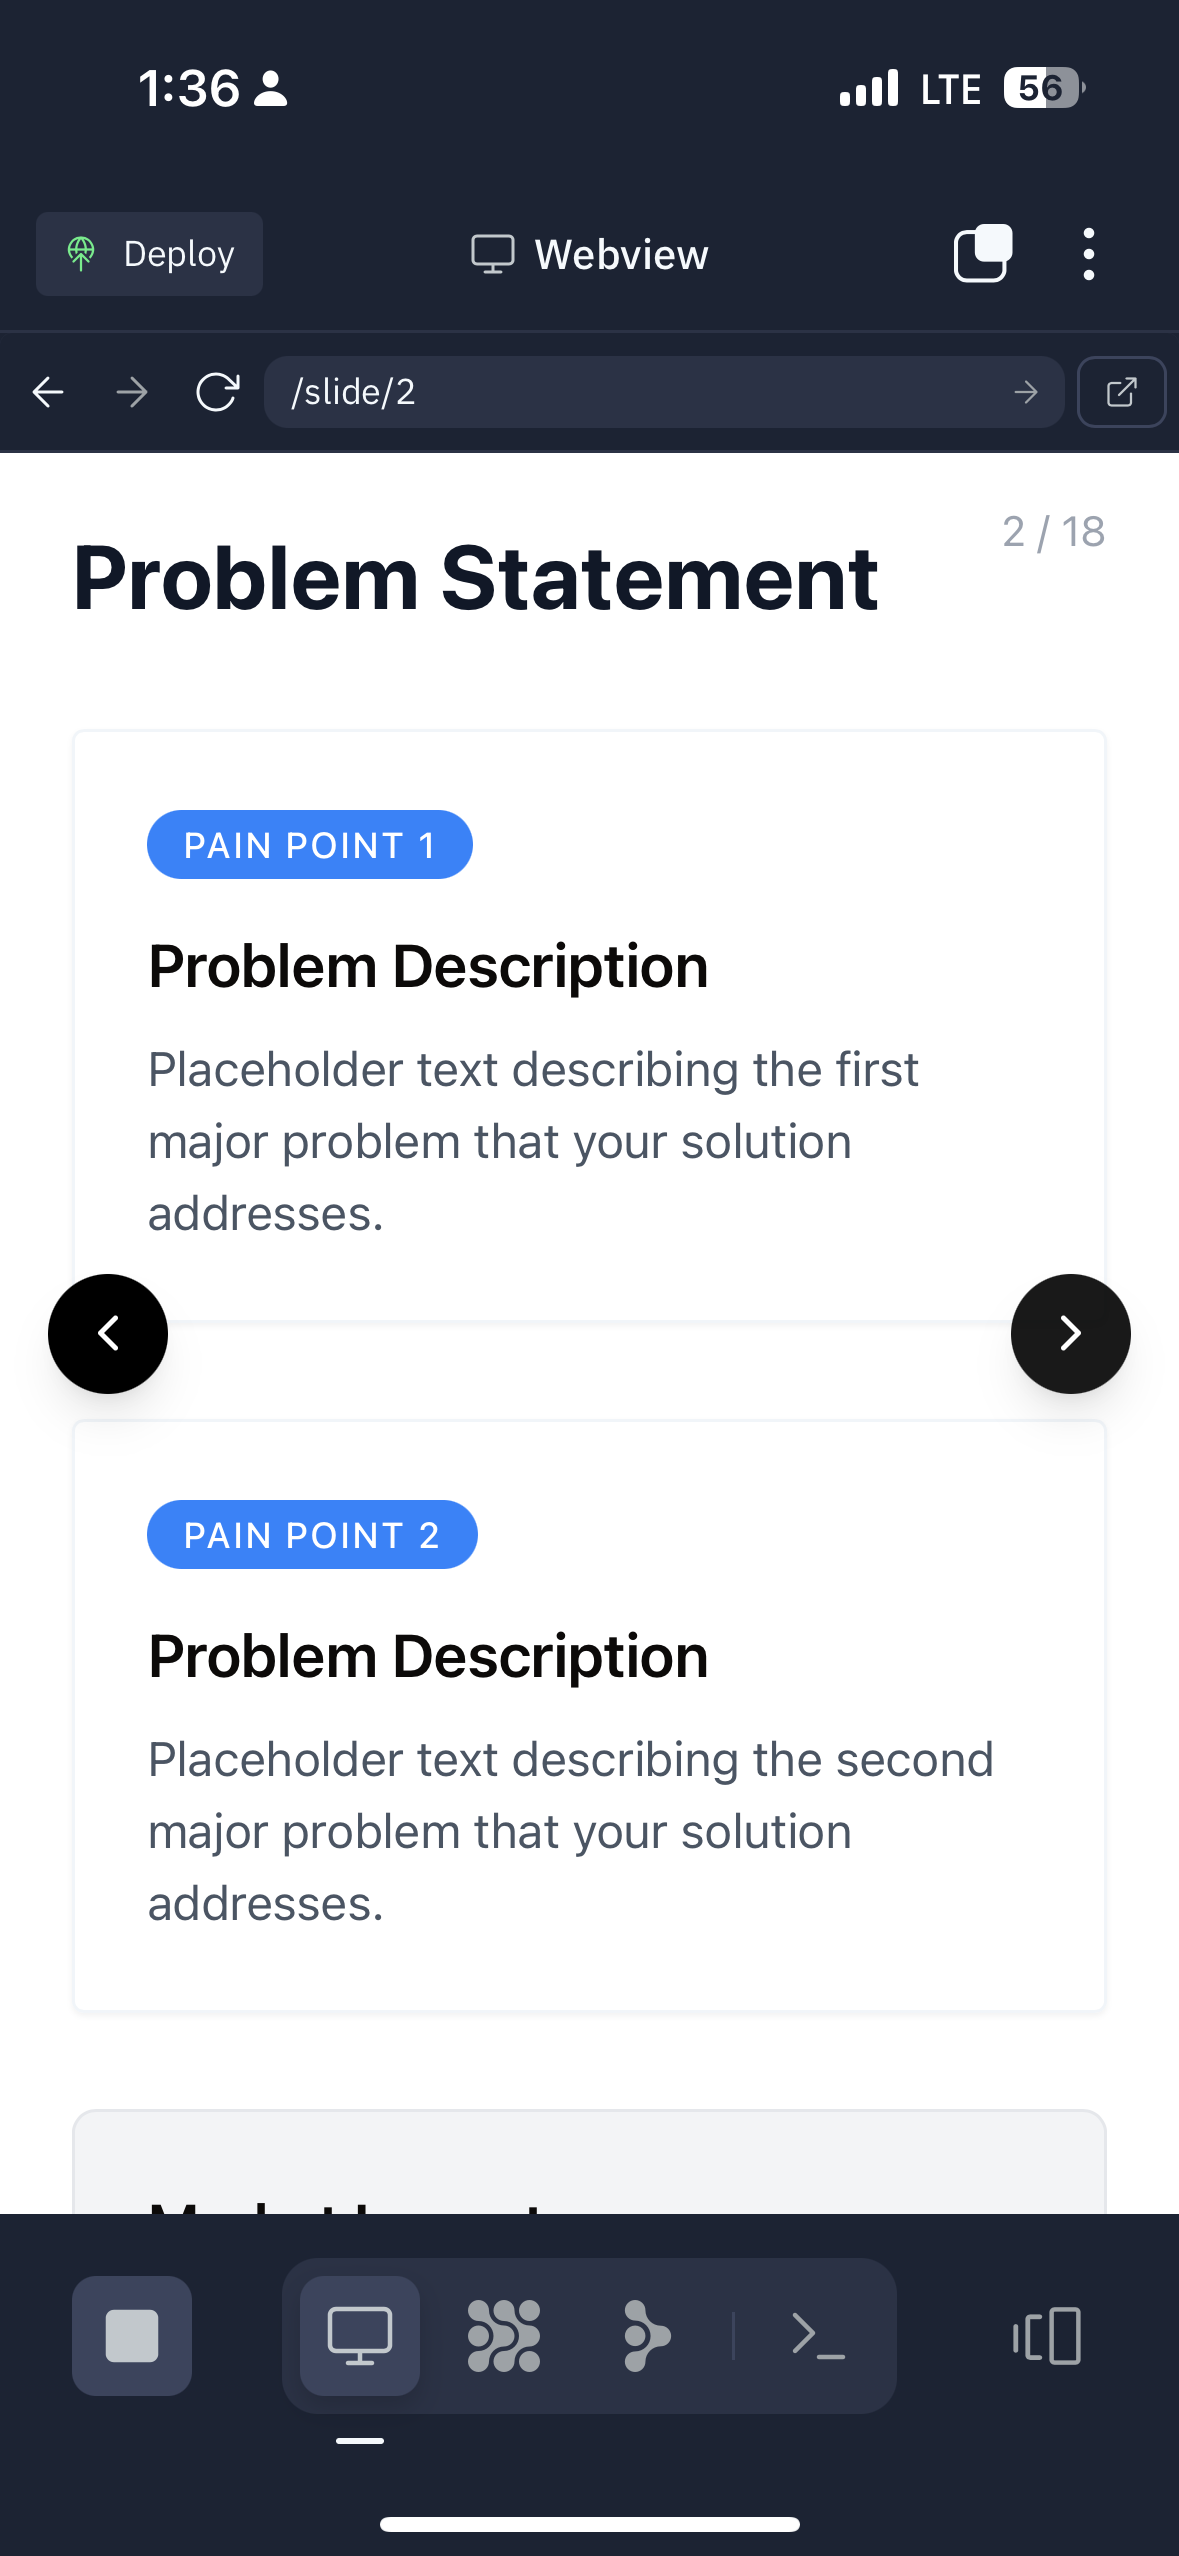 1:36
LTE
56
Deploy
Webview
/slide/2
2 / 18
Problem Statement
PAIN POINT 1
Problem Description
Placeholder text describing the first
major problem that your solution
addresses.
PAIN POINT 2
Problem Description
Placeholder text describing the second
major problem that your solution
addresses.